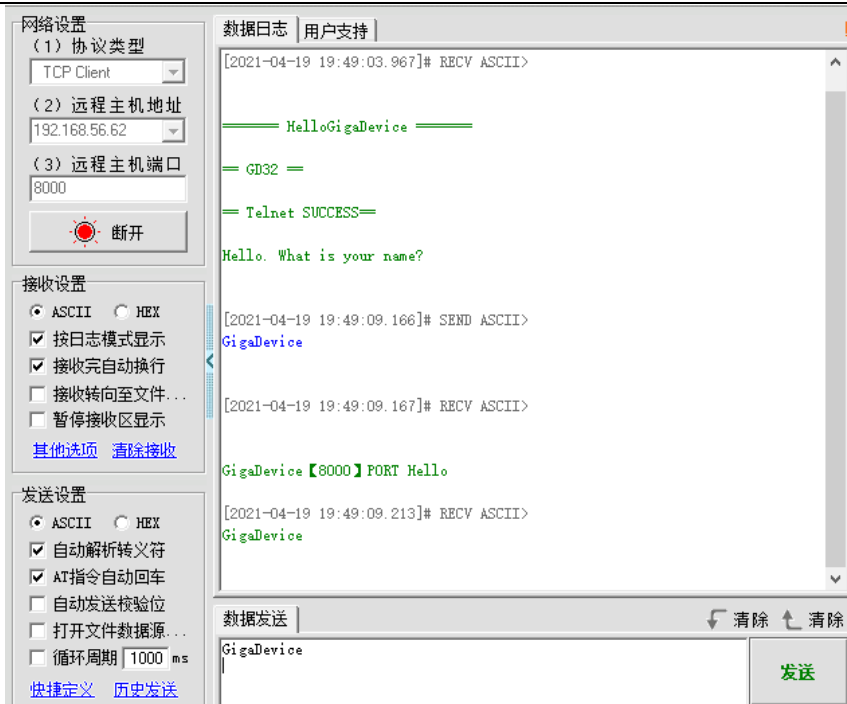 网络设置
（1）协议类型
TCP Client
（2）远程主机地址
192.168.56.62
（3）远程主机端口
8000
断开
接收设置
ASCII HEX
按日志模式显示
接收完自动换行
接收转向至文件...
暂停接收区显示
其他选项 清除接收
发送设置
ASCII HEX
自动解析转义符
AT指令自动回车
自动发送校验位
打开文件数据源...
循环周期 1000 ms
快捷定义 历史发送
数据日志 用户支持
[2021-04-19 19:49:03.967]# RECV ASCII>
====== HelloGigaDevice ======
== GD32 ==
== Telnet SUCCESS==
Hello. What is your name?
[2021-04-19 19:49:09.166]# SEND ASCII>
GigaDevice
[2021-04-19 19:49:09.167]# RECV ASCII>
GigaDevice【8000】PORT Hello
[2021-04-19 19:49:09.213]# RECV ASCII>
GigaDevice
数据发送 清除 清除
GigaDevice
发送